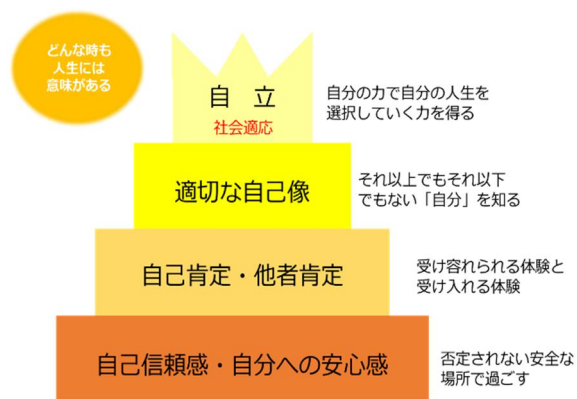 どんな時も
人生には
意味がある
自　立
社会適応
自分の力で自分の人生を
選択していく力を得る
適切な自己像
それ以上でもそれ以下
でもない「自分」を知る
自己肯定・他者肯定
受け容れられる体験と
受け入れる体験
自己信頼感・自分への安心感
否定されない安全な
場所で過ごす